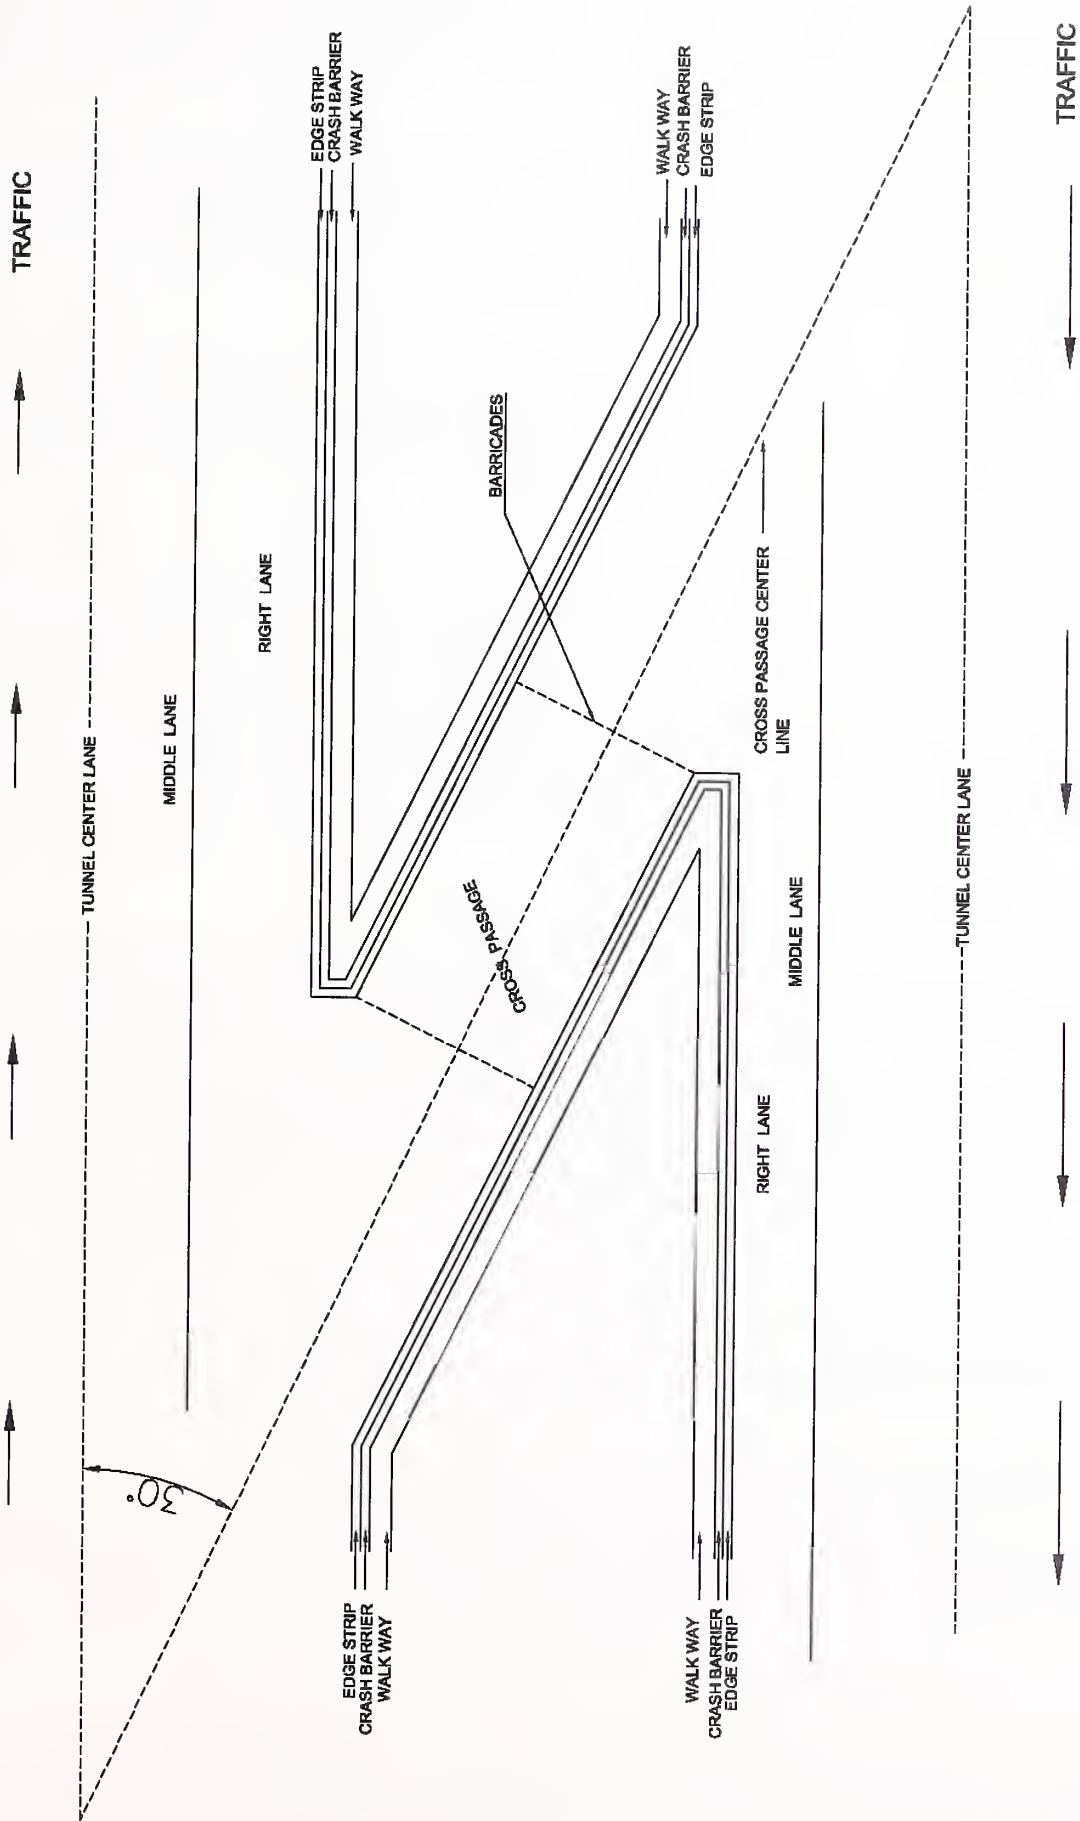 TRAFFIC
TUNNEL CENTER LANE
MIDDLE LANE
RIGHT LANE
EDGE STRIP
CRASH BARRIER
WALK WAY
30°
EDGE STRIP
CRASH BARRIER
WALK WAY
BARRICADES
CROSS PASSAGE
WALK WAY
CRASH BARRIER
EDGE STRIP
WALK WAY
CRASH BARRIER
EDGE STRIP
CROSS PASSAGE CENTER
LINE
RIGHT LANE
MIDDLE LANE
TUNNEL CENTER LANE
TRAFFIC